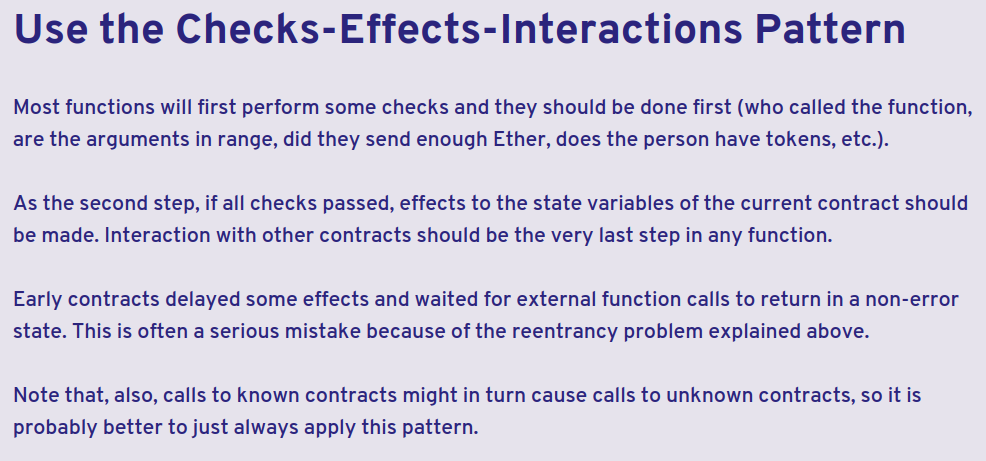 Use the Checks-Effects-Interactions Pattern
Most functions will first perform some checks and they should be done first (who called the function,
are the arguments in range, did they send enough Ether, does the person have tokens, etc.).
As the second step, if all checks passed, effects to the state variables of the current contract should
be made. Interaction with other contracts should be the very last step in any function.
Early contracts delayed some effects and waited for external function calls to return in a non-error
state. This is often a serious mistake because of the reentrancy problem explained above.
Note that, also, calls to known contracts might in turn cause calls to unknown contracts, so it is
probably better to just always apply this pattern.